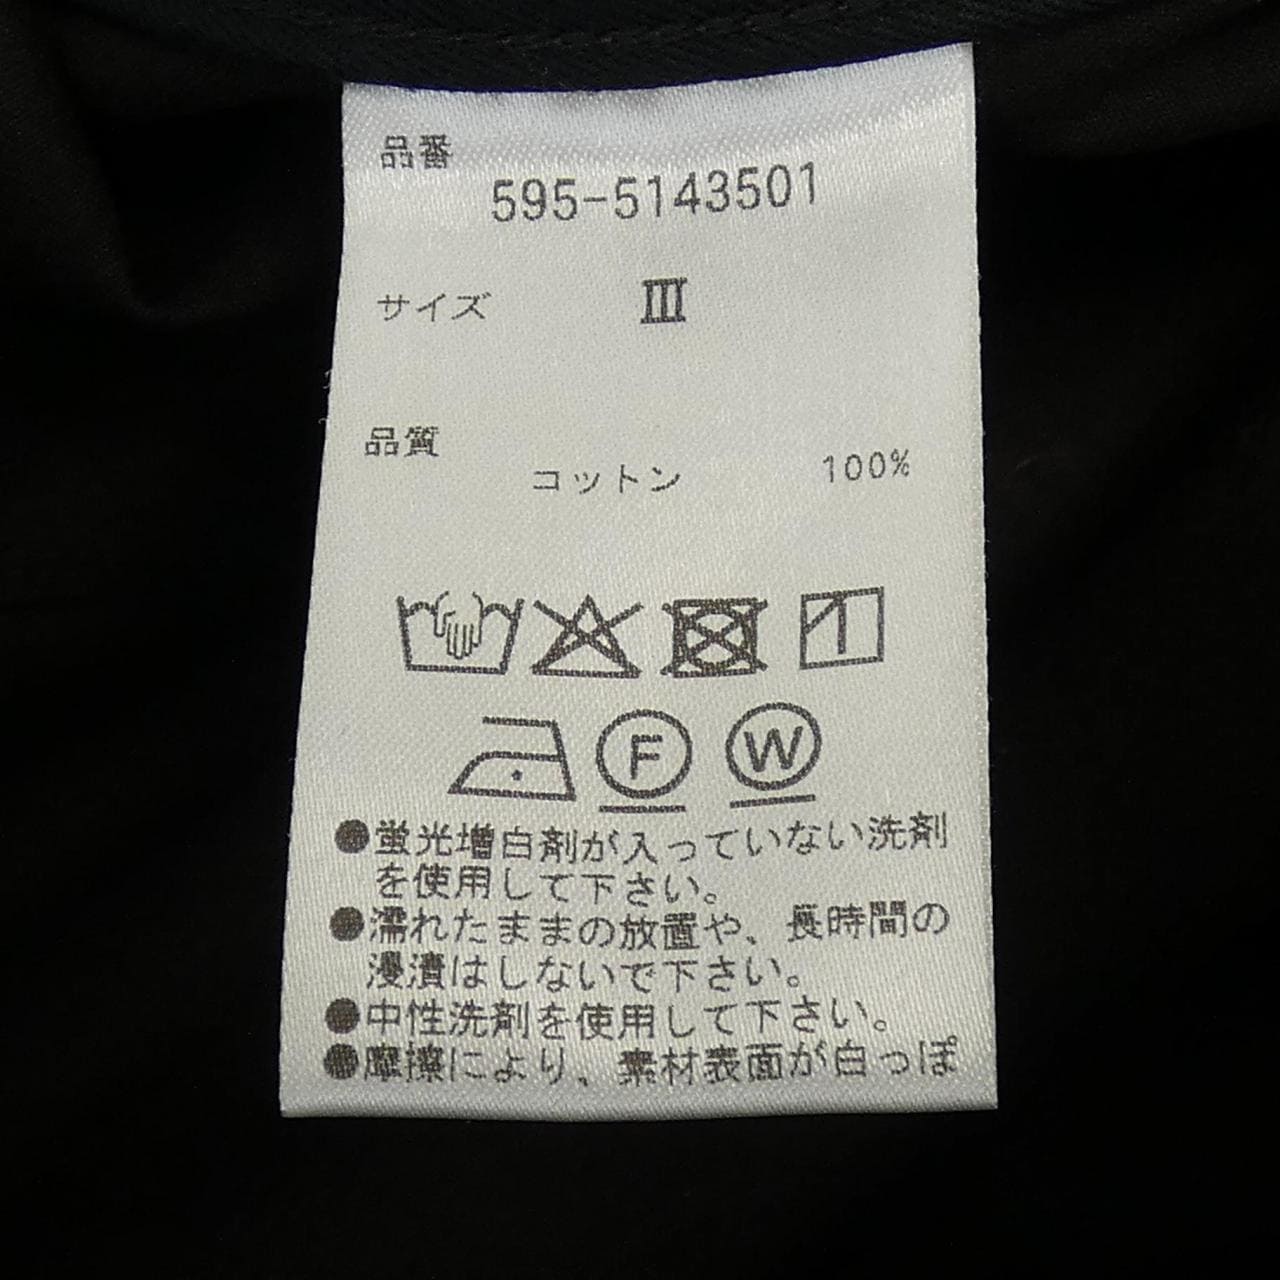 品番
595-5143501
サイズ Ⅲ
品質
コットン 100%
F W
●蛍光増白剤が入っていない洗剤
を使用して下さい。
●濡れたままの放置や、長時間の
浸漬はしないで下さい。
●中性洗剤を使用して下さい。
●摩擦により、素材表面が白っぽ